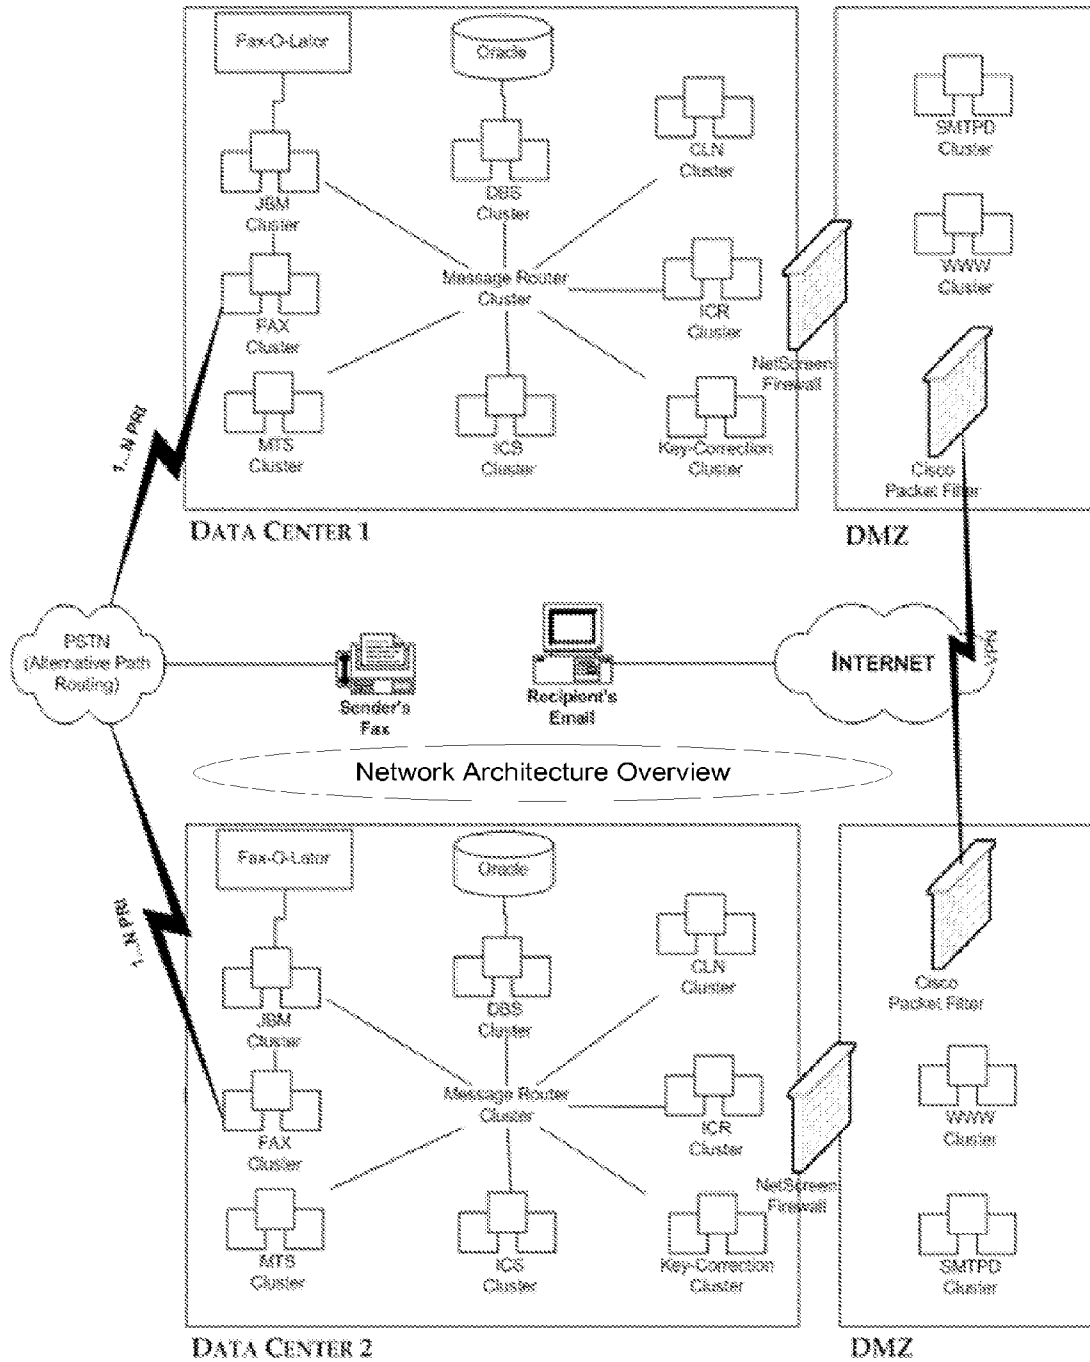 Fax-O-Lator
Oracle
SMTPD
Cluster
CLN
Cluster
JBM
Cluster
DBS
Cluster
WWW
Cluster
Message Router
Cluster
FAX
Cluster
ICR
Cluster
NetScreen
Firewall
MTS
Cluster
ICS
Cluster
Key-Correction
Cluster
Cisco
Packet Filter
1...N PRI
DATA CENTER 1
DMZ
PSTN
(Alternative Path
Routing)
Sender's
Fax
Recipient's
Email
INTERNET
VPN
Network Architecture Overview
Fax-O-Lator
Oracle
1...N PRI
CLN
Cluster
Cisco
Packet Filter
JBM
Cluster
DBS
Cluster
Message Router
Cluster
FAX
Cluster
ICR
Cluster
WWW
Cluster
NetScreen
Firewall
MTS
Cluster
ICS
Cluster
Key-Correction
Cluster
SMTPD
Cluster
DATA CENTER 2
DMZ